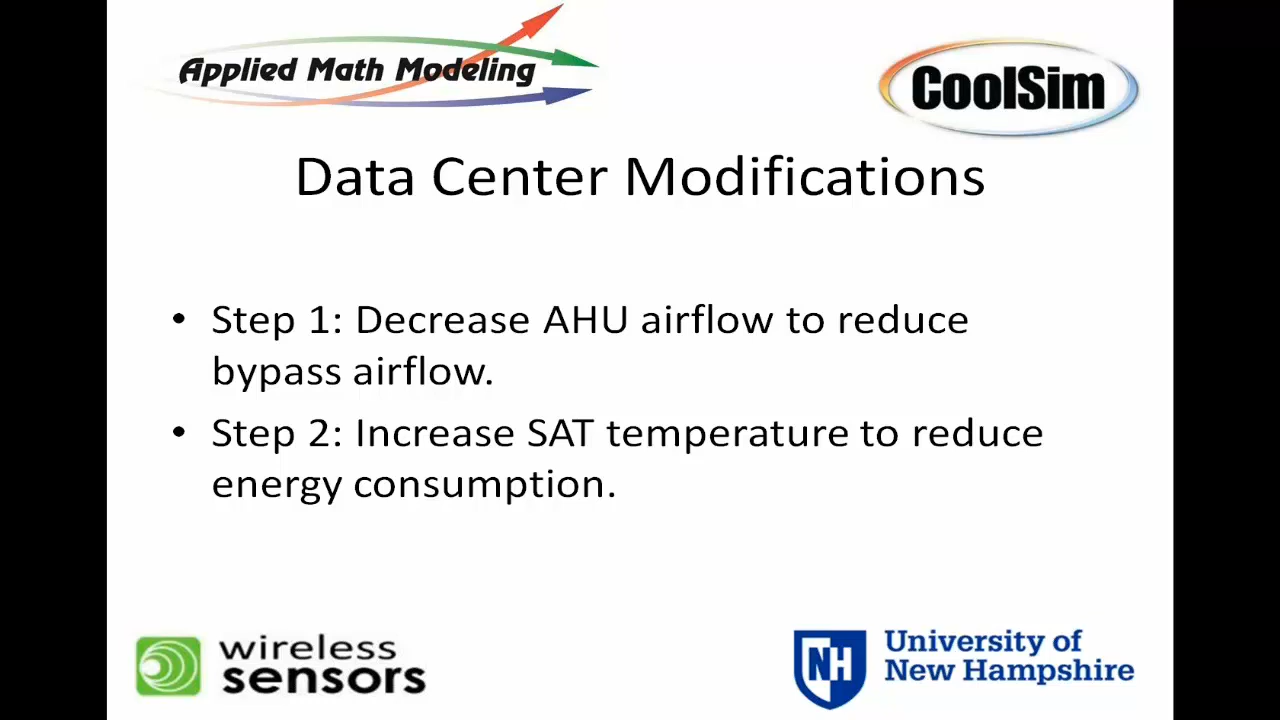 Applied Math Modeling
CoolSim
Data Center Modifications
• Step 1: Decrease AHU airflow to reduce
bypass airflow.
• Step 2: Increase SAT temperature to reduce
energy consumption.
wireless
sensors
NH
University of
New Hampshire